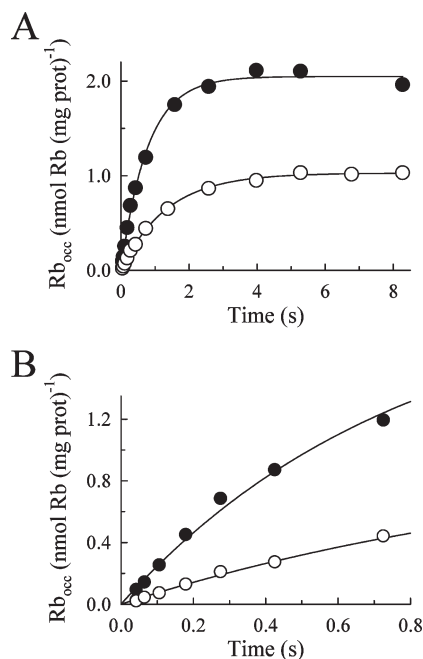 A
Rb_occ (nmol Rb (mg prot)^-1)
2.0
1.0
0.0
0 2 4 6 8
Time (s)
B
Rb_occ (nmol Rb (mg prot)^-1)
1.2
0.8
0.4
0.0
0.0 0.2 0.4 0.6 0.8
Time (s)